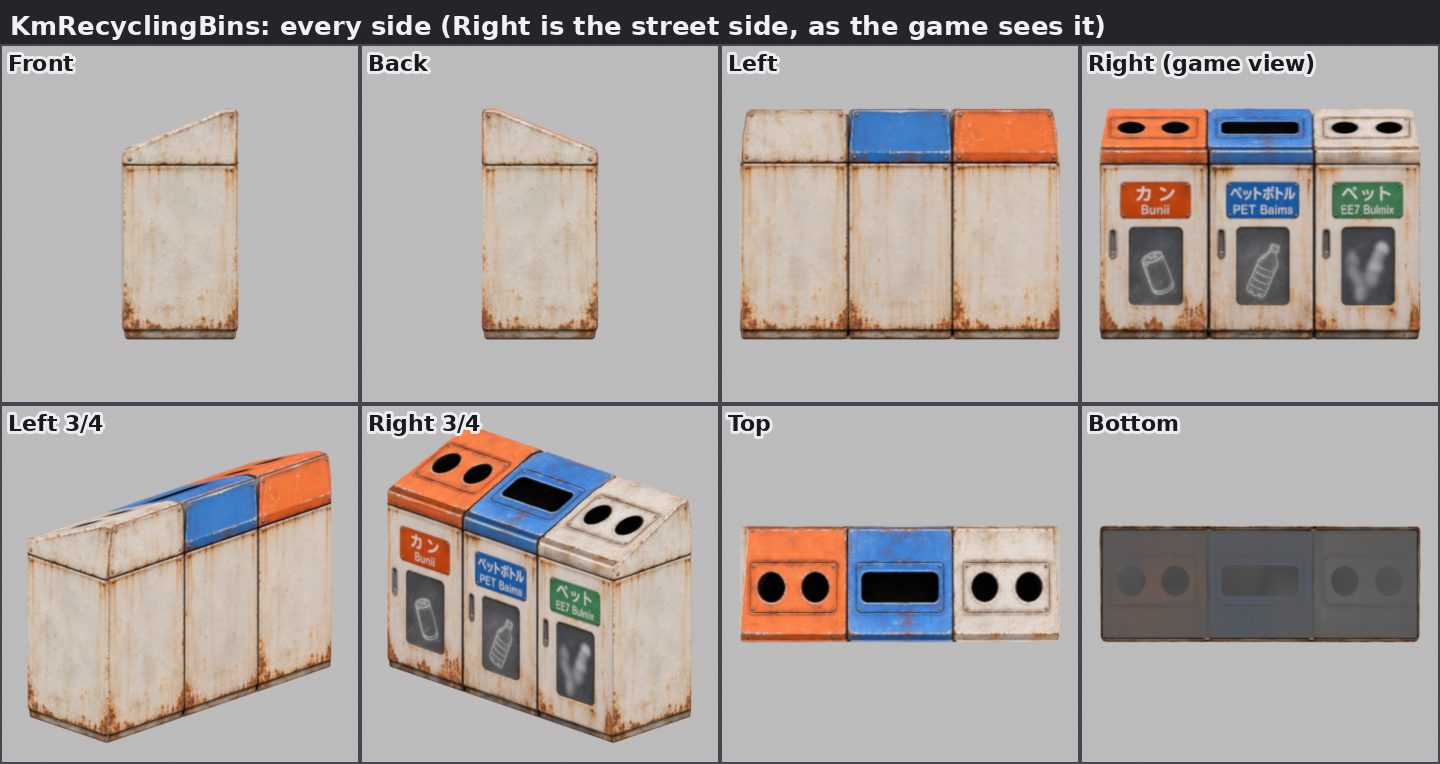 KmRecyclingBins: every side (Right is the street side, as the game sees it)
Front
Back
Left
Right (game view)
カン
Bunii
ペットボトル
PET Baims
ペット
EE7 Bulmix
Left 3/4
Right 3/4
カン
Bunii
ペットボトル
PET Baims
ペット
EE7 Bulmix
Top
Bottom